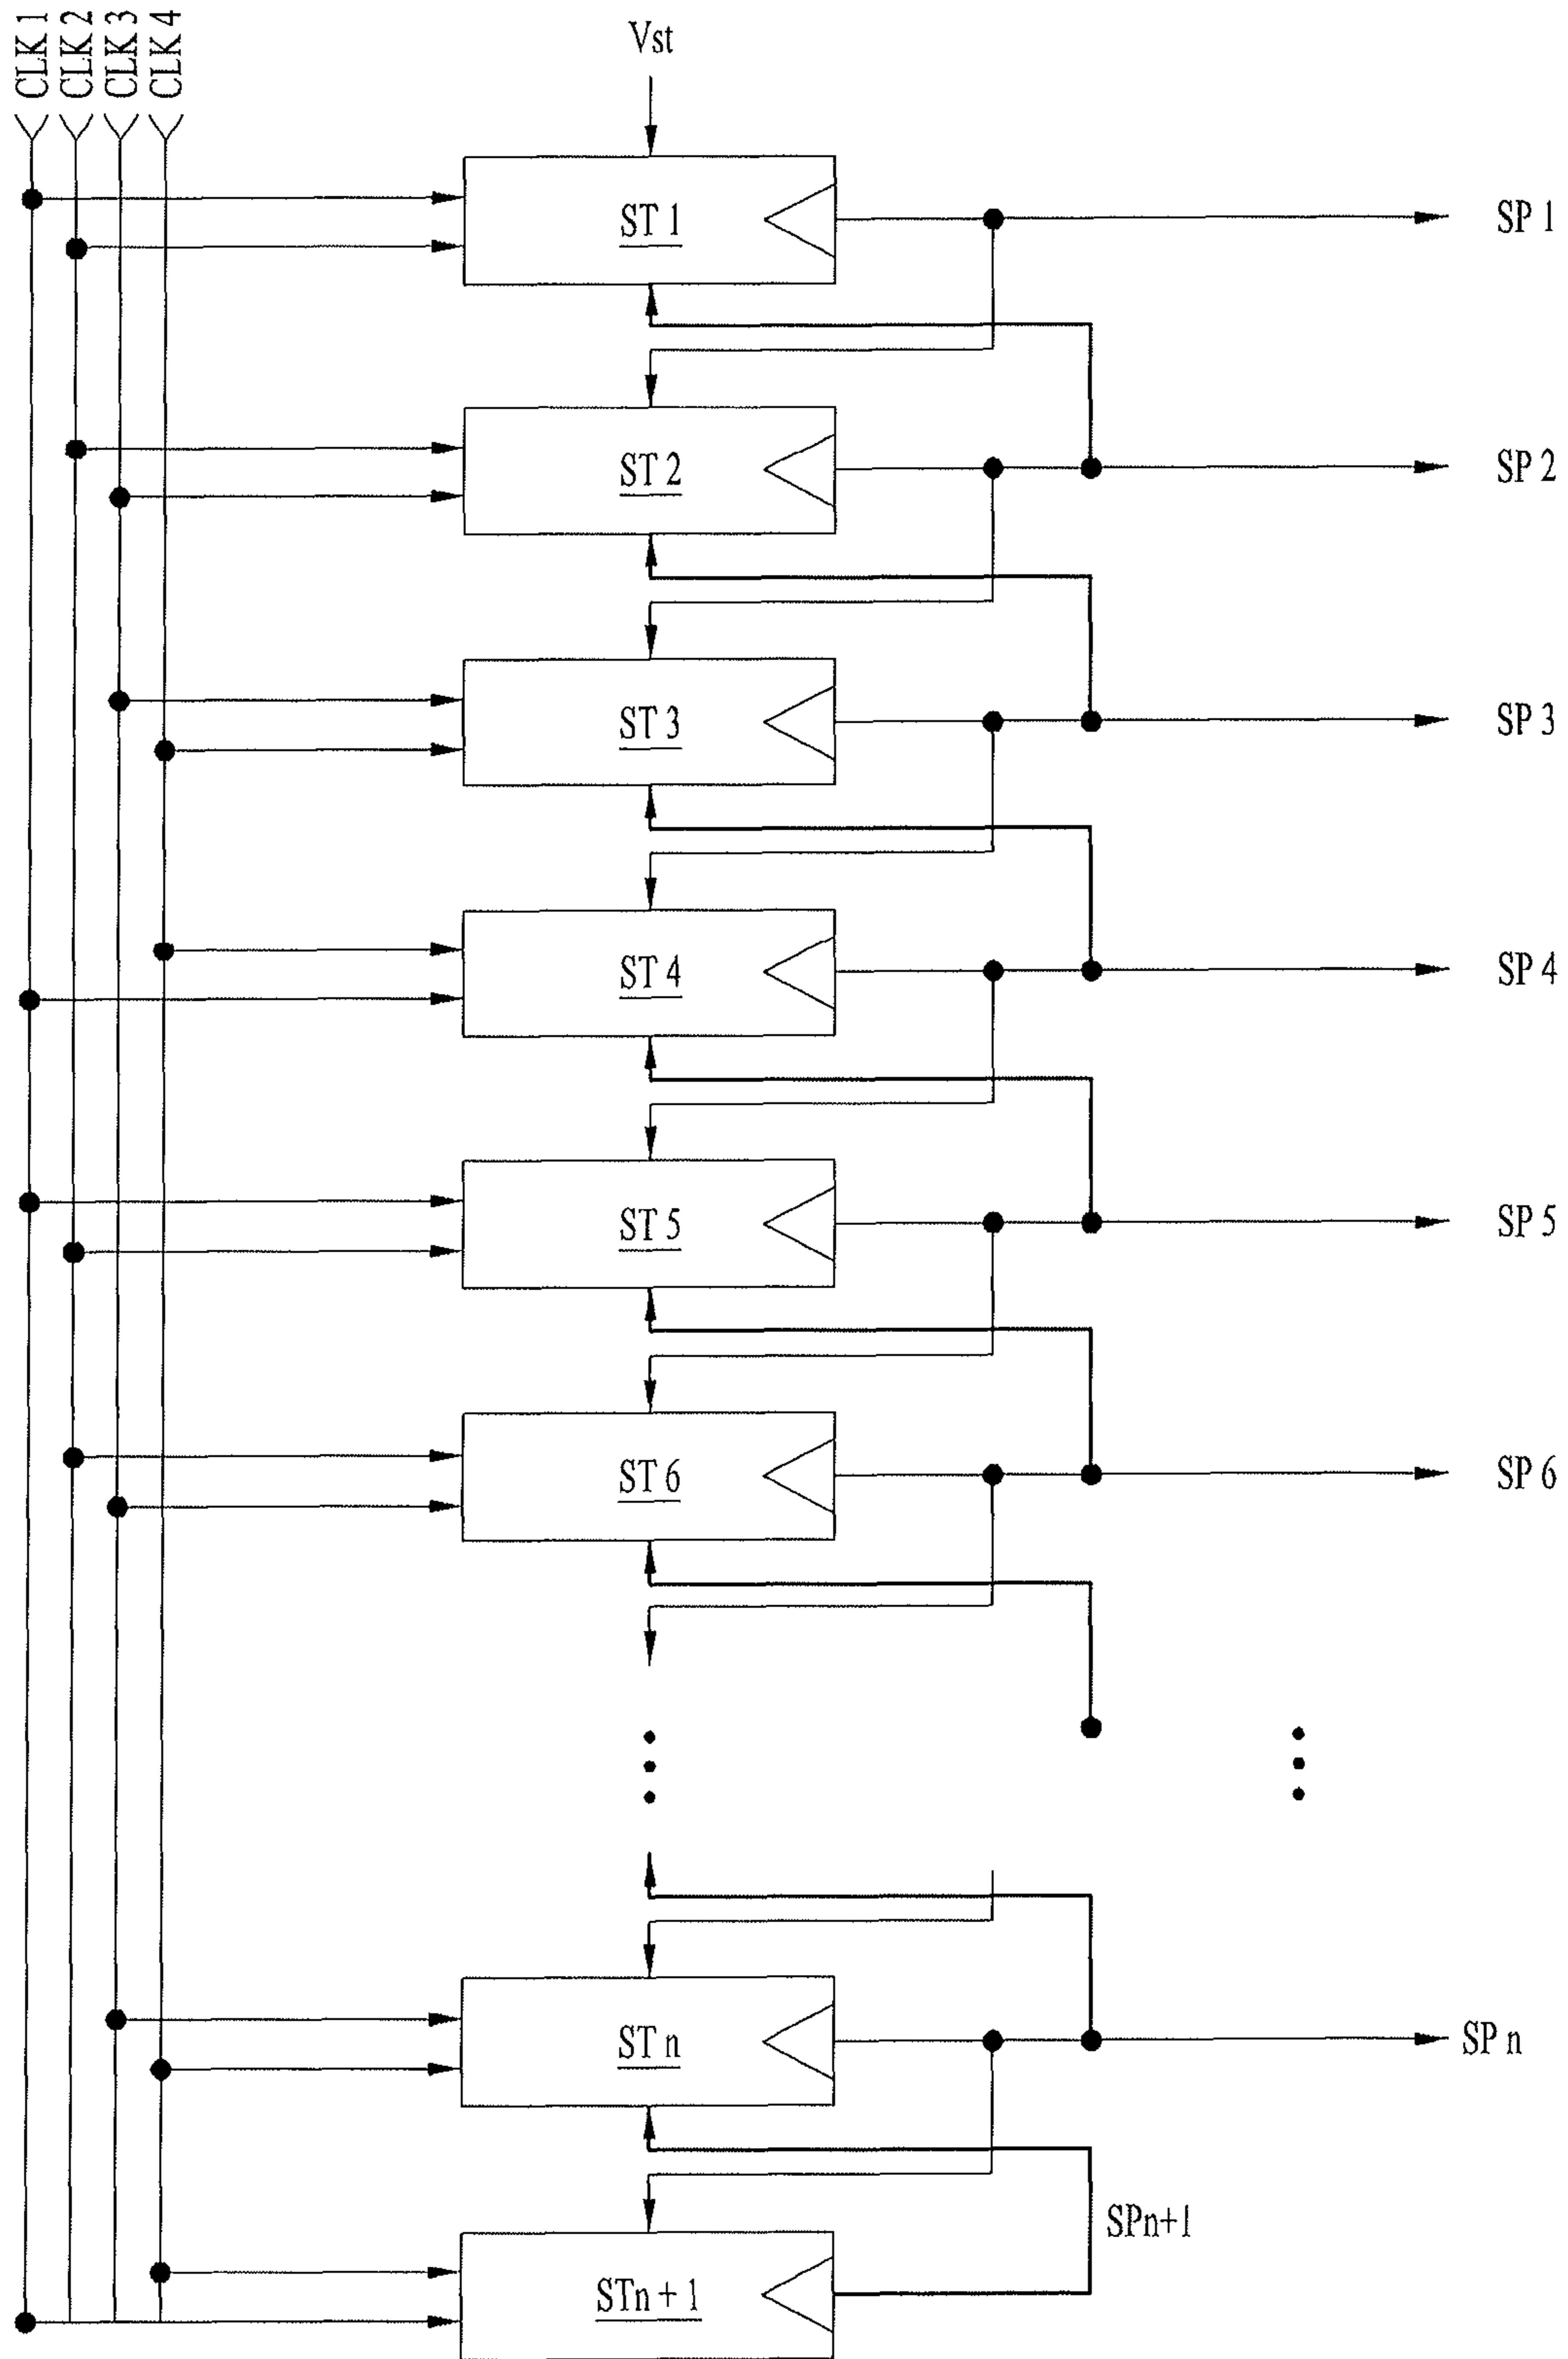 CLK 1
CLK 2
CLK 3
CLK 4
Vst
ST 1
SP 1
ST 2
SP 2
ST 3
SP 3
ST 4
SP 4
ST 5
SP 5
ST 6
SP 6
ST n
SP n
SPn+1
STn + 1